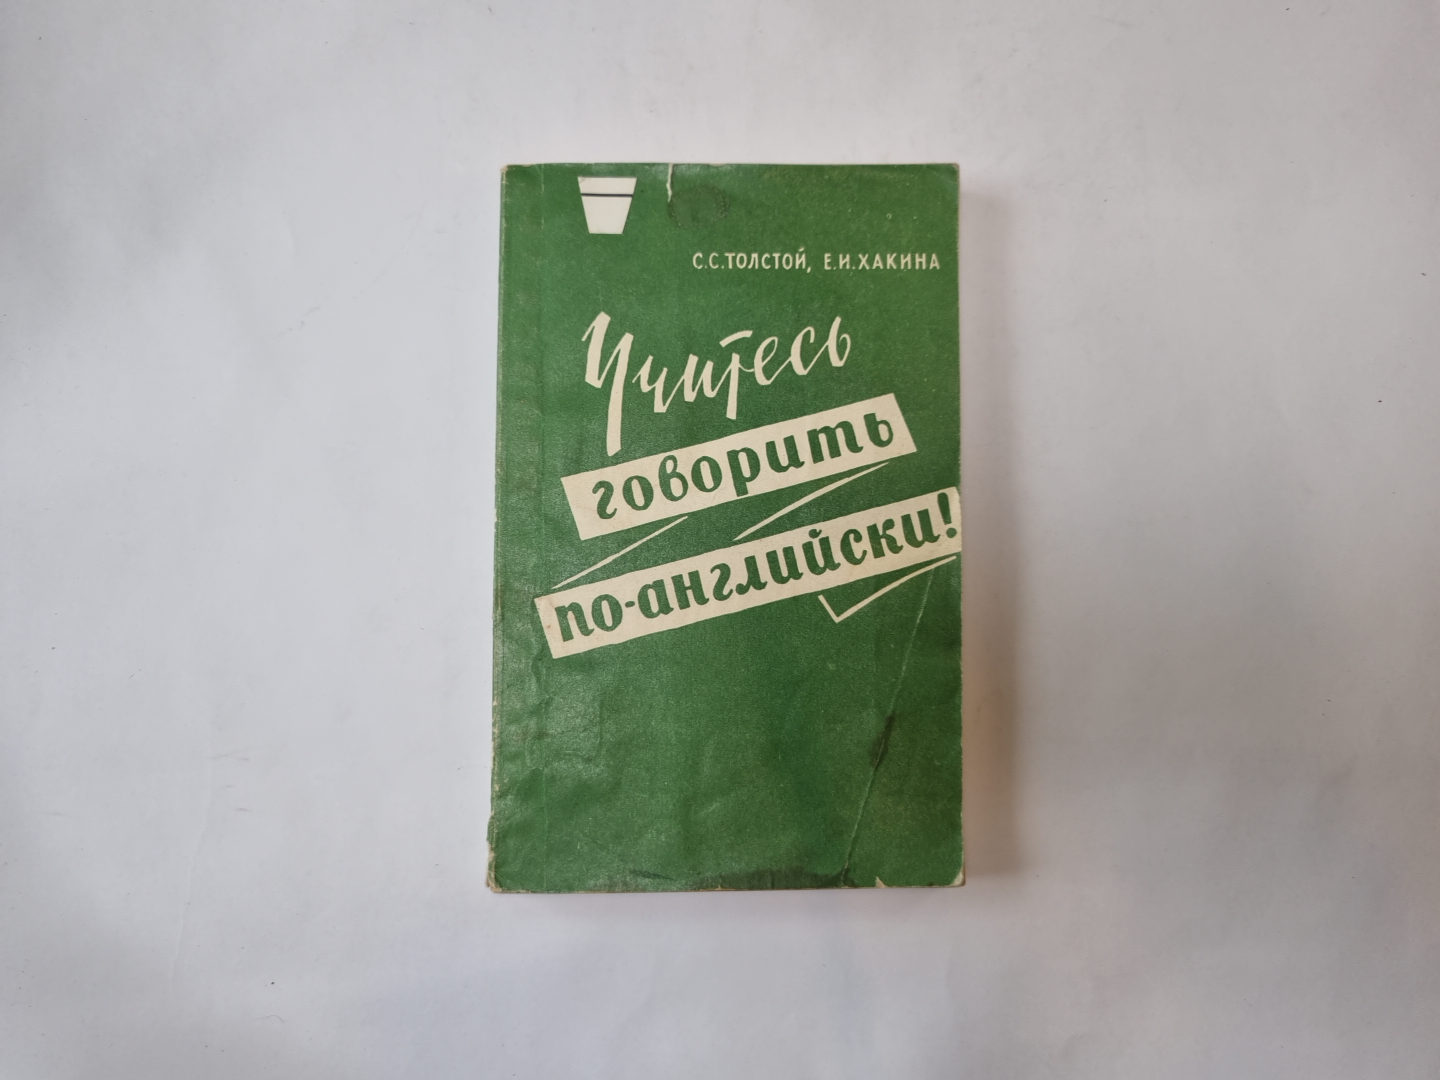 С.С.ТОЛСТОЙ, Е.И.ХАКИНА
Учитесь
говорить
по-английски!